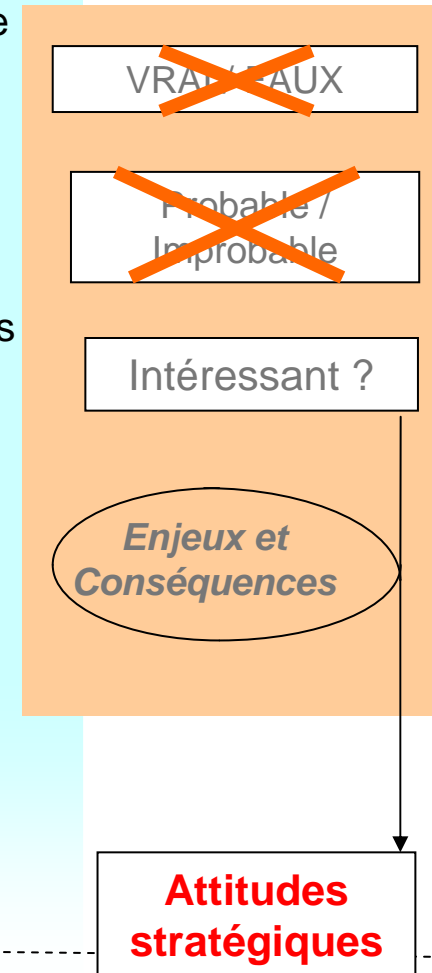 e
VRAI / FAUX
Probable /
Improbable
s
Intéressant ?
Enjeux et
Conséquences
Attitudes
stratégiques